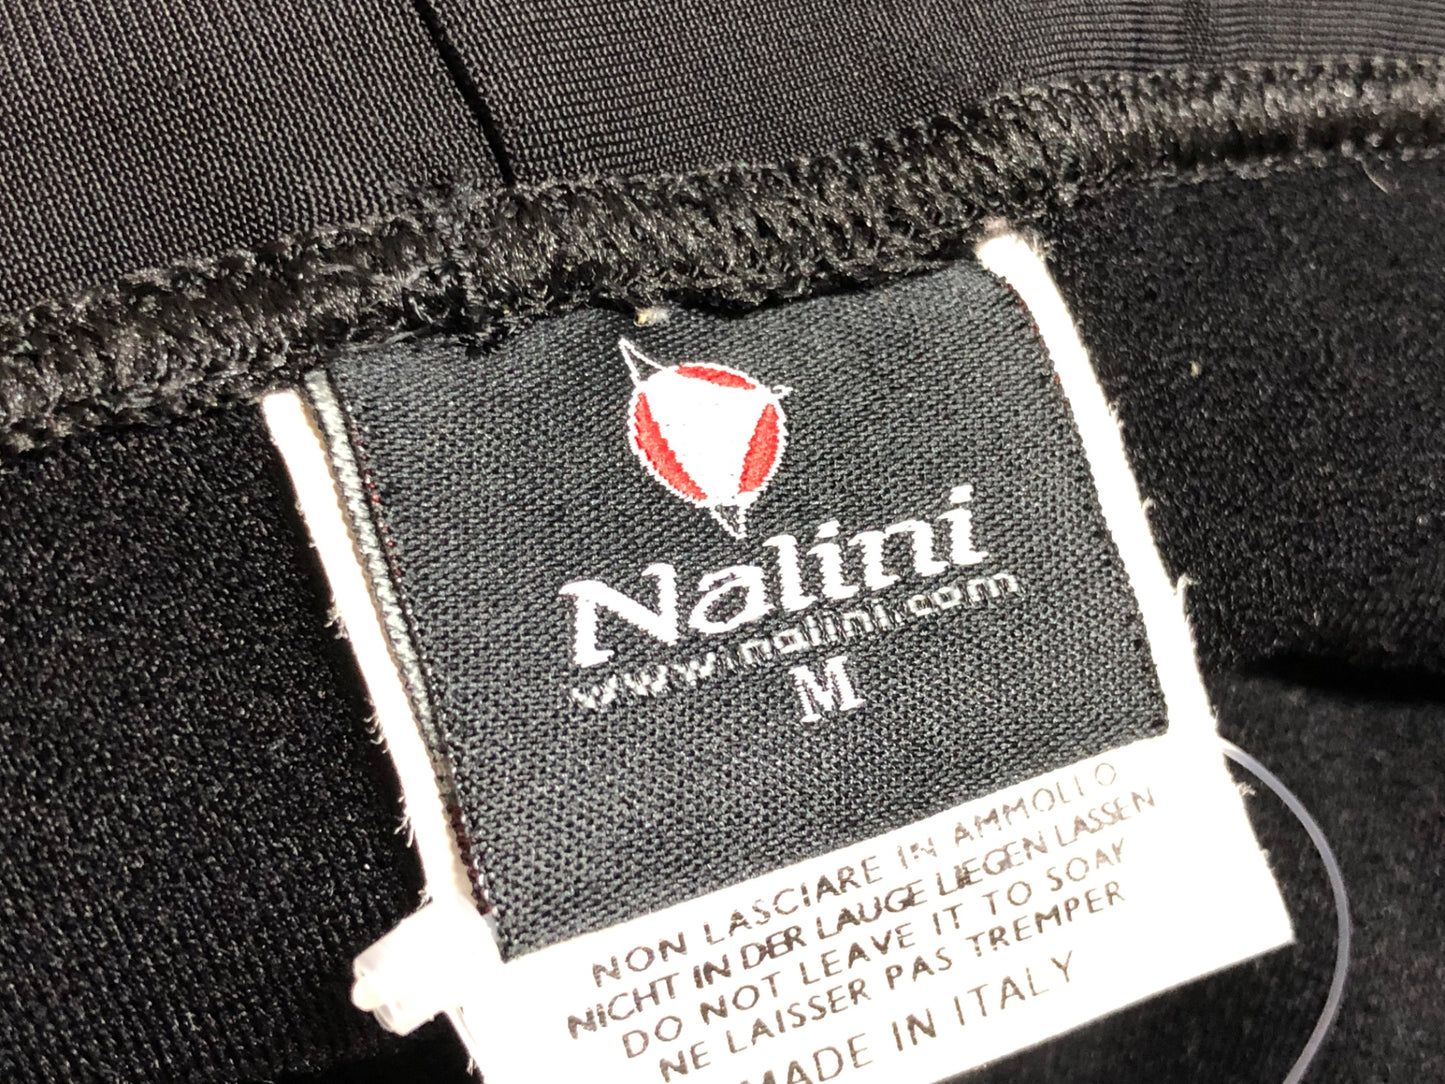 Nalini
www.nalini.com
M
NON LASCIARE IN AMMOLLO
NICHT IN DER LAUGE LIEGEN LASSEN
DO NOT LEAVE IT TO SOAK
NE LAISSER PAS TREMPER
MADE IN ITALY